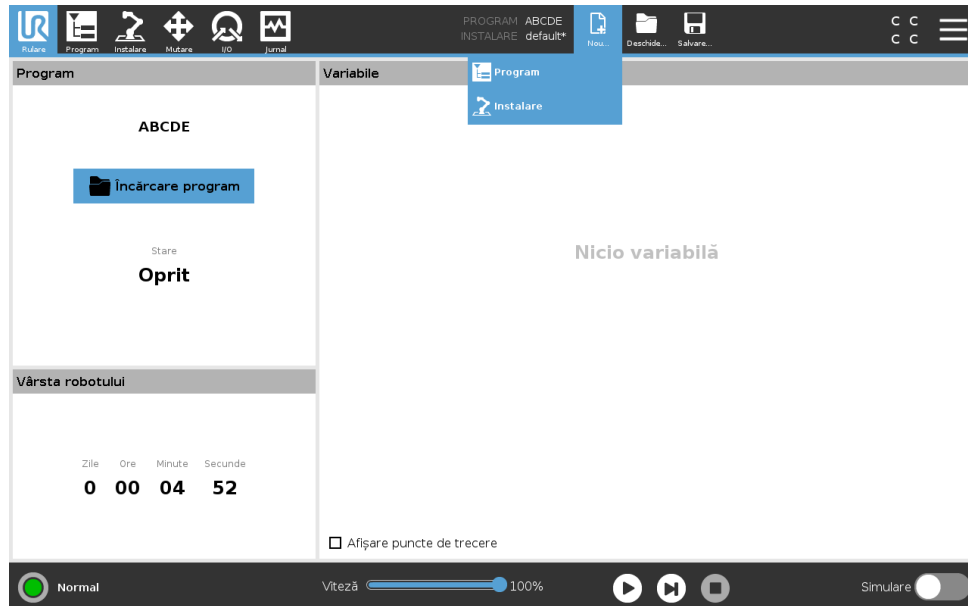 PROGRAM ABCDE
INSTALARE default*
C C
C C
Rulare Program Instalare Mutare I/O Jurnal
Nou... Deschide... Salvare...
Program
Instalare
Program
ABCDE
Încărcare program
Stare
Oprit
Vârsta robotului
Zile Ore Minute Secunde
0 00 04 52
Variabile
Nicio variabilă
Afișare puncte de trecere
Normal
Viteză 100%
Simulare